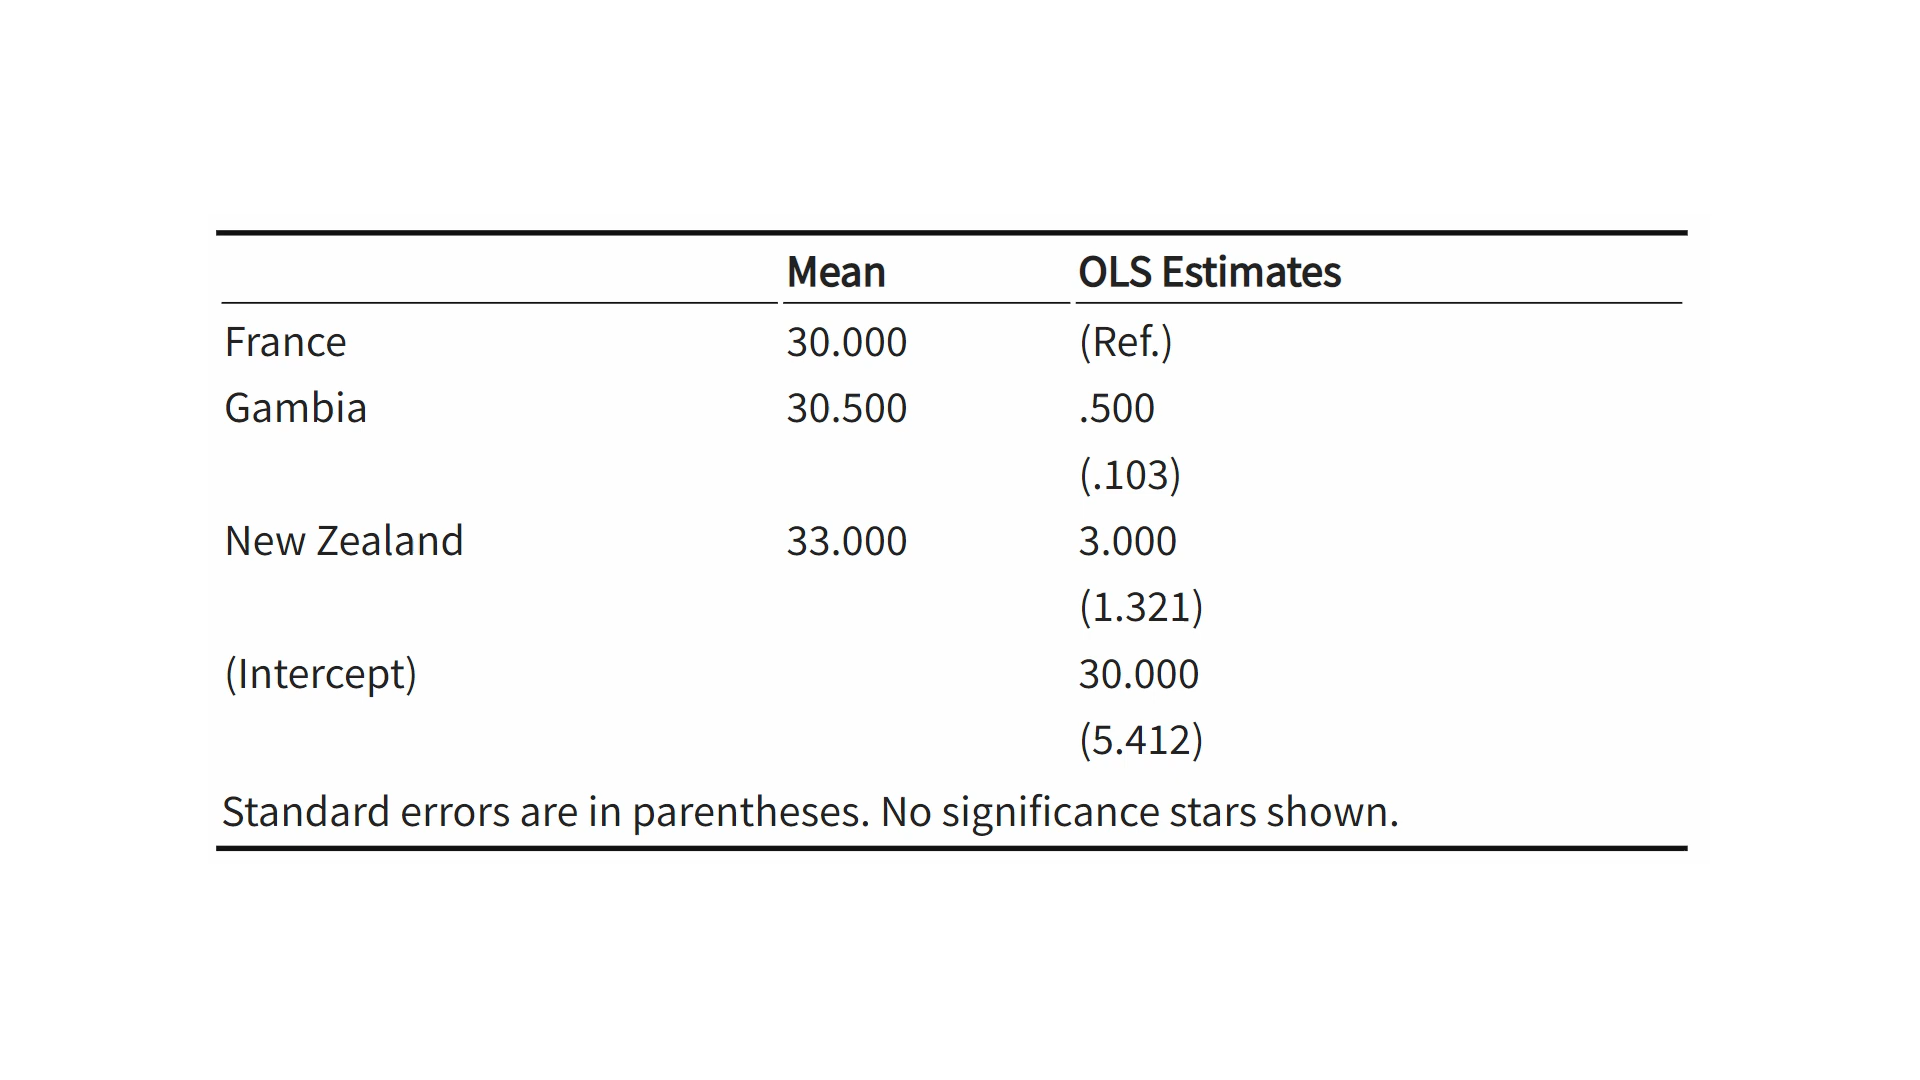 Mean OLS Estimates
France 30.000 (Ref.)
Gambia 30.500 .500
(.103)
New Zealand 33.000 3.000
(1.321)
(Intercept) 30.000
(5.412)
Standard errors are in parentheses. No significance stars shown.